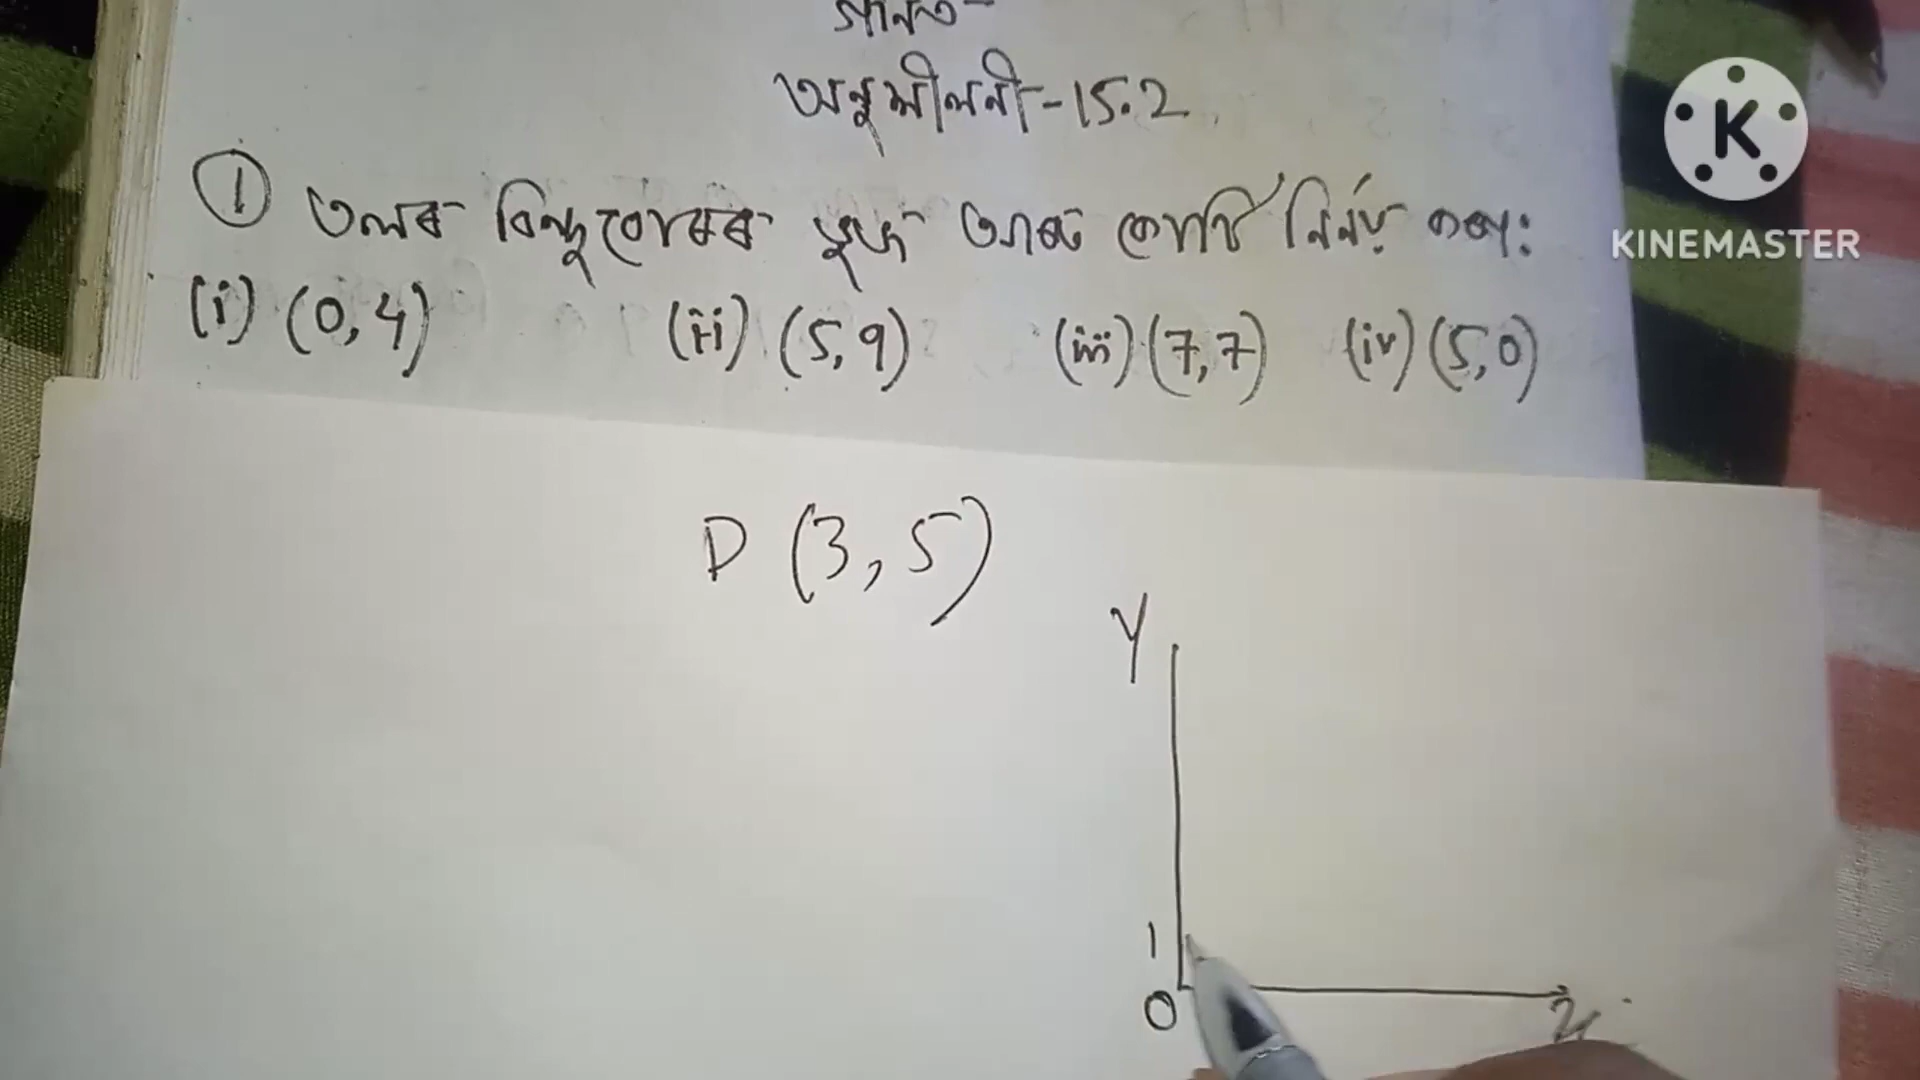 গণিত
অনুশীলনী-15.2
① তলৰ বিন্দুবোৰৰ ভূজ আৰু কোটি নিৰ্ণয় কৰা:
(i) (0,4) (ii) (5,9) (iii) (7,7) (iv) (5,0)
P (3,5)
Y
1
0
x
K
KINEMASTER